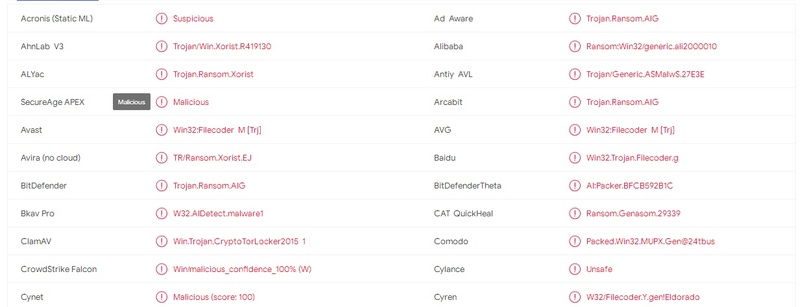 Acronis (Static ML) Suspicious Ad Aware Trojan.Ransom.AIG
AhnLab V3 Trojan/Win.Xorist.R419130 Alibaba Ransom:Win32/generic.ali2000010
ALYac Trojan.Ransom.Xorist Antiy AVL Trojan/Generic.ASMalwS.27E3E
SecureAge APEX Malicious Malicious Arcabit Trojan.Ransom.AIG
Avast Win32:Filecoder M [Trj] AVG Win32:Filecoder M [Trj]
Avira (no cloud) TR/Ransom.Xorist.EJ Baidu Win32.Trojan.Filecoder.g
BitDefender Trojan.Ransom.AIG BitDefenderTheta AI:Packer.BFCB592B1C
Bkav Pro W32.AIDetect.malware1 CAT QuickHeal Ransom.Genasom.29339
ClamAV Win.Trojan.CryptoTorLocker2015 1 Comodo Packed.Win32.MUPX.Gen@24tbus
CrowdStrike Falcon Win/malicious_confidence_100% (W) Cylance Unsafe
Cynet Malicious (score: 100) Cyren W32/Filecoder.Y.gen!Eldorado